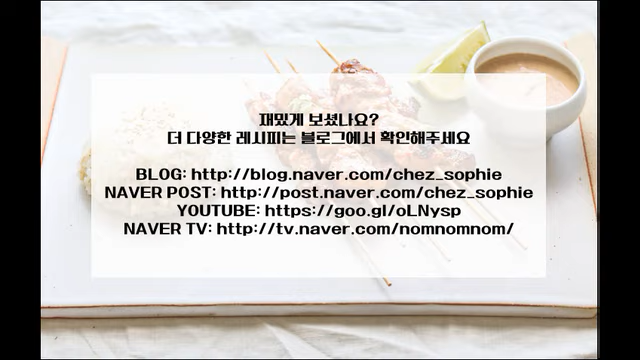 재밌게 보셨나요?
더 다양한 레시피는 블로그에서 확인해주세요
BLOG: http://blog.naver.com/chez_sophie
NAVER POST: http://post.naver.com/chez_sophie
YOUTUBE: https://goo.gl/oLNysp
NAVER TV: http://tv.naver.com/nomnomnom/